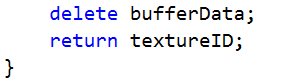 delete bufferData;
return textureID;
}